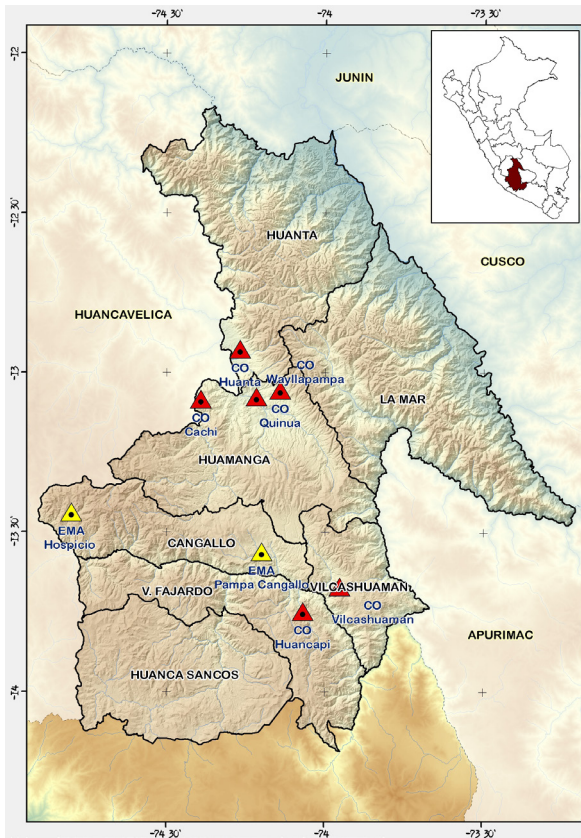 -74 30'
-74
-73 30'
-12
JUNIN
-12 30'
HUANTA
CUSCO
HUANCAVELICA
-13
CO
Huanta
CO
Wayllapampa
LA MAR
CO
Cachi
CO
Quinua
HUAMANGA
-13 30'
EMA
Hospicio
CANGALLO
EMA
Pampa Cangallo
V. FAJARDO
VILCASHUAMAN
CO
Vilcashuaman
CO
Huancapi
APURIMAC
HUANCA SANCOS
-14
-74 30'
-74
-73 30'